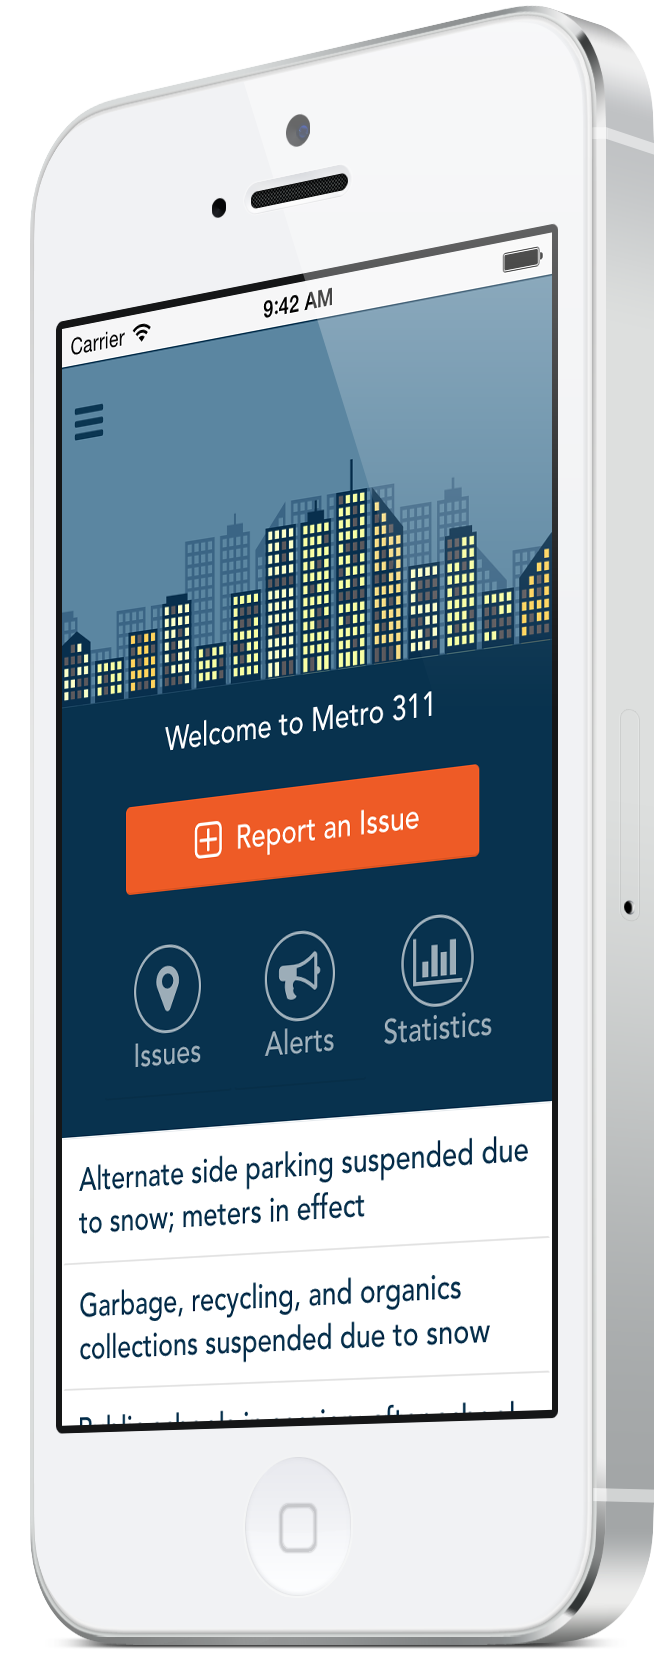 Carrier 9:42 AM
Welcome to Metro 311
Report an Issue
Issues Alerts Statistics
Alternate side parking suspended due
to snow; meters in effect
Garbage, recycling, and organics
collections suspended due to snow